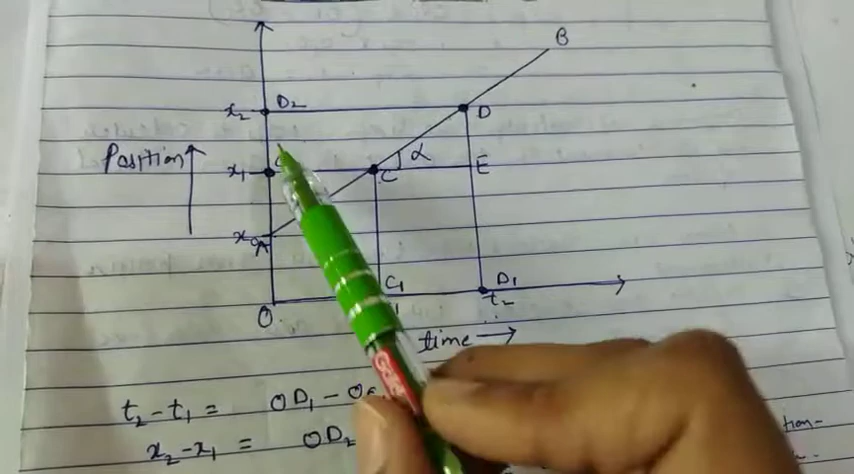 B
x₂ D₂ D
Position
x₁ C α E
x₀ A
C₁ D₁
O t₂
time
t₂ - t₁ = OD₁ - O
x₂ - x₁ = OD₂